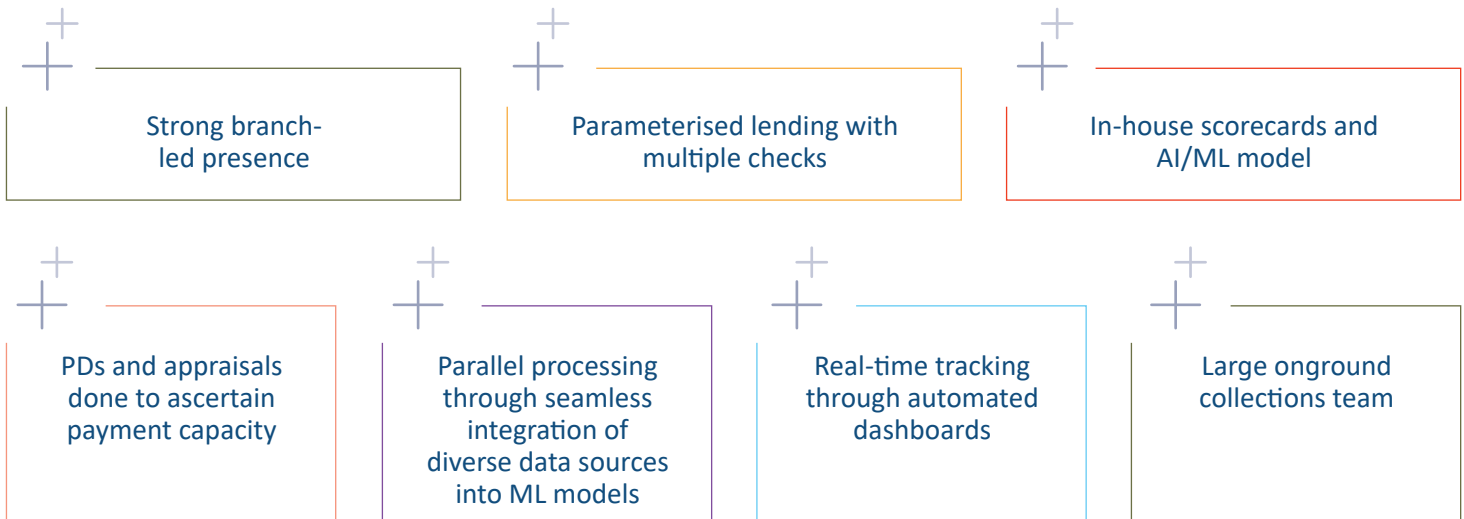 Strong branch-
led presence
Parameterised lending with
multiple checks
In-house scorecards and
AI/ML model
PDs and appraisals
done to ascertain
payment capacity
Parallel processing
through seamless
integration of
diverse data sources
into ML models
Real-time tracking
through automated
dashboards
Large onground
collections team